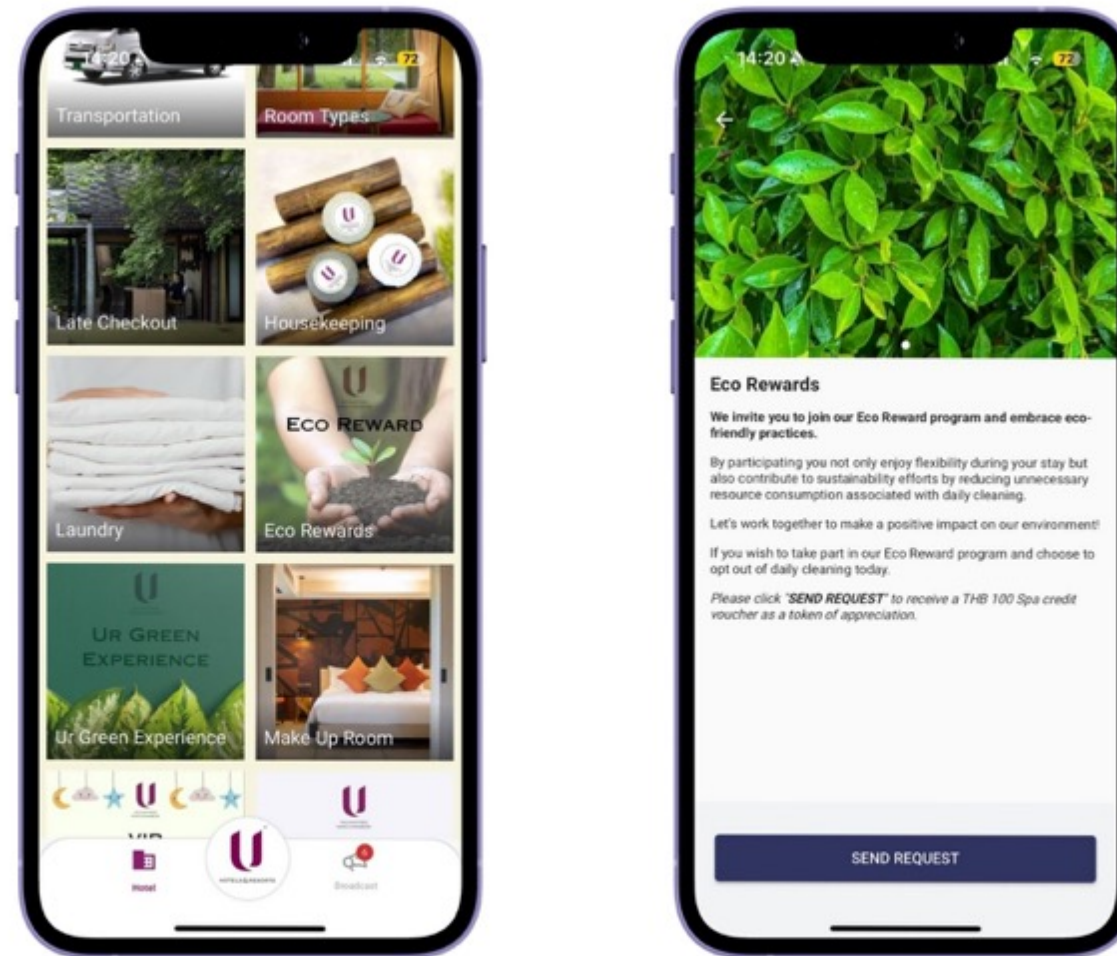 14:20
72
Transportation
Room Types
Late Checkout
Housekeeping
Laundry
ECO REWARD
Eco Rewards
UR GREEN
EXPERIENCE
Ur Green Experience
Make Up Room
VIP
Hotel
HOTELS & RESORTS
Broadcast
14:20
72
Eco Rewards
We invite you to join our Eco Reward program and embrace eco-
friendly practices.
By participating you not only enjoy flexibility during your stay but
also contribute to sustainability efforts by reducing unnecessary
resource consumption associated with daily cleaning.
Let's work together to make a positive impact on our environment!
If you wish to take part in our Eco Reward program and choose to
opt out of daily cleaning today.
Please click "SEND REQUEST" to receive a THB 100 Spa credit
voucher as a token of appreciation.
SEND REQUEST